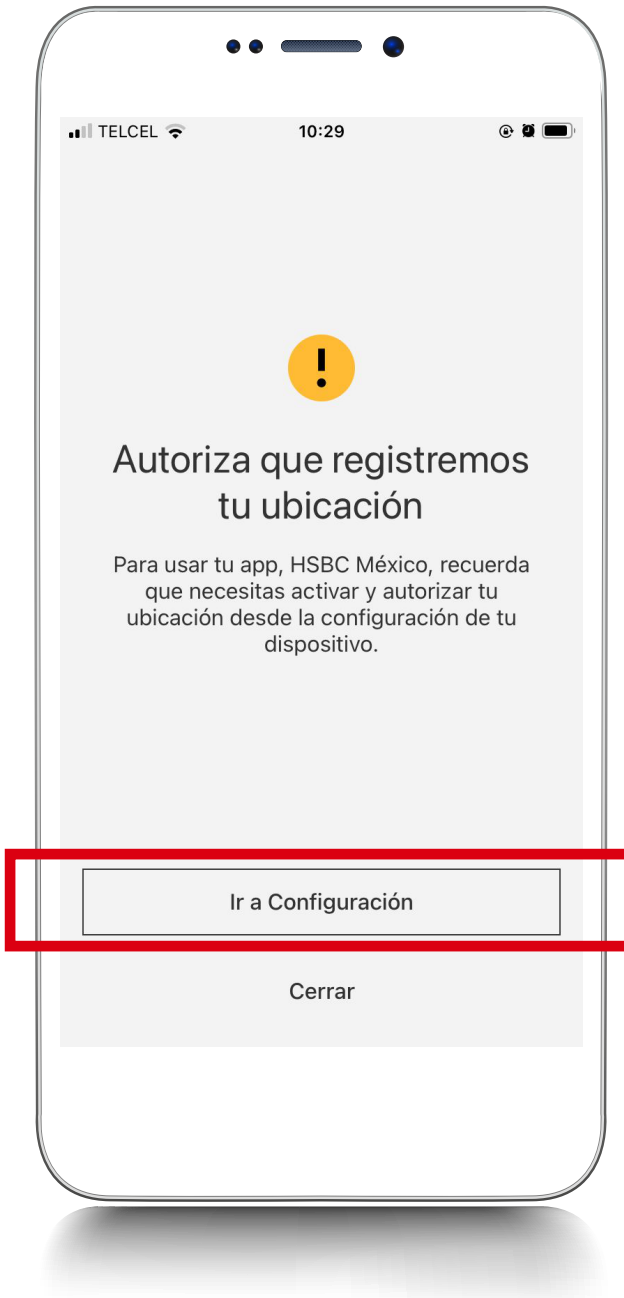 TELCEL 10:29
!
Autoriza que registremos
tu ubicación
Para usar tu app, HSBC México, recuerda
que necesitas activar y autorizar tu
ubicación desde la configuración de tu
dispositivo.
Ir a Configuración
Cerrar